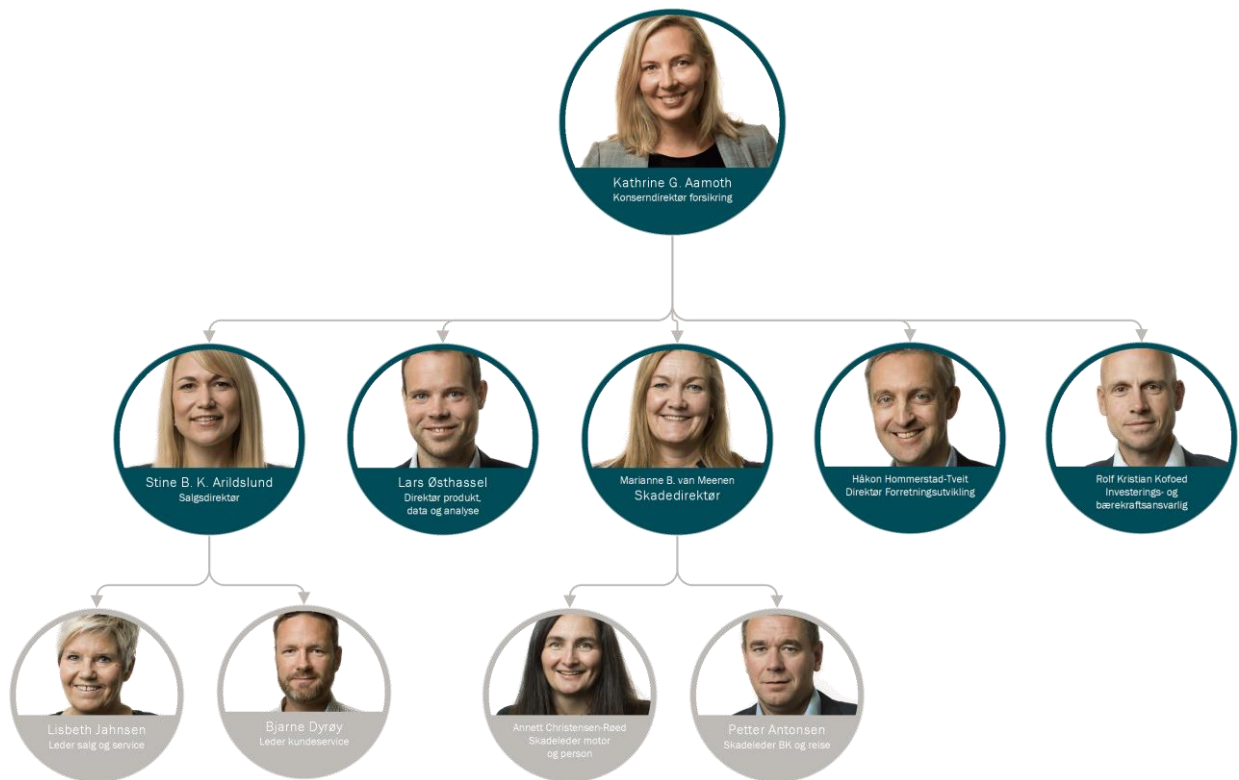 Kathrine G. Aamoth
Konserndirektør forsikring
Stine B. K. Arildslund
Salgsdirektør
Lars Østhassel
Direktør produkt,
data og analyse
Marianne B. van Meenen
Skadedirektør
Håkon Hommerstad-Tveit
Direktør Forretningsutvikling
Rolf Kristian Kofoed
Investerings- og
bærekraftsansvarlig
Lisbeth Jahnsen
Leder salg og service
Bjarne Dyrøy
Leder kundeservice
Annett Christensen-Røed
Skadeleder motor
og person
Petter Antonsen
Skadeleder BK og reise